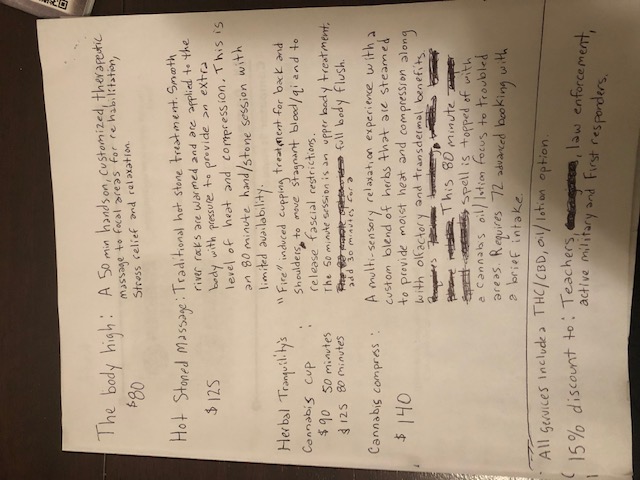 The body high: A 50 min hands on, customized, therapeutic
$80 massage to focal areas for rehabilitation,
stress relief and relaxation.
Hot Stoned Massage: Traditional hot stone treatment. Smooth
$125 river rocks are warmed and are applied to the
body with pressure to provide an extra
level of heat and compression. This is
an 80 minute hand/stone session with
limited availability.
Herbal Tranquility's "Fire" induced cupping treatment for back and
Cannabis cup : shoulders, to move stagnant blood/qi and to
release fascial restrictions.
$90 50 minutes The 50 minute session is an upper body treatment.
$125 80 minutes full body flush.
add 30 minutes for a
Cannabis compress: A multi-sensory relaxation experience with a
$140 custom blend of herbs that are steamed
to provide moist heat and compression along
with olfactory and transdermal benefits.
This 80 minute
spell is topped of with
a cannabis oil/lotion focus to troubled
areas. Requires 72 advanced booking with
a brief intake.
All services include a THC/CBD, oil/lotion option.
15% discount to: Teachers, law enforcement,
active military and First responders.